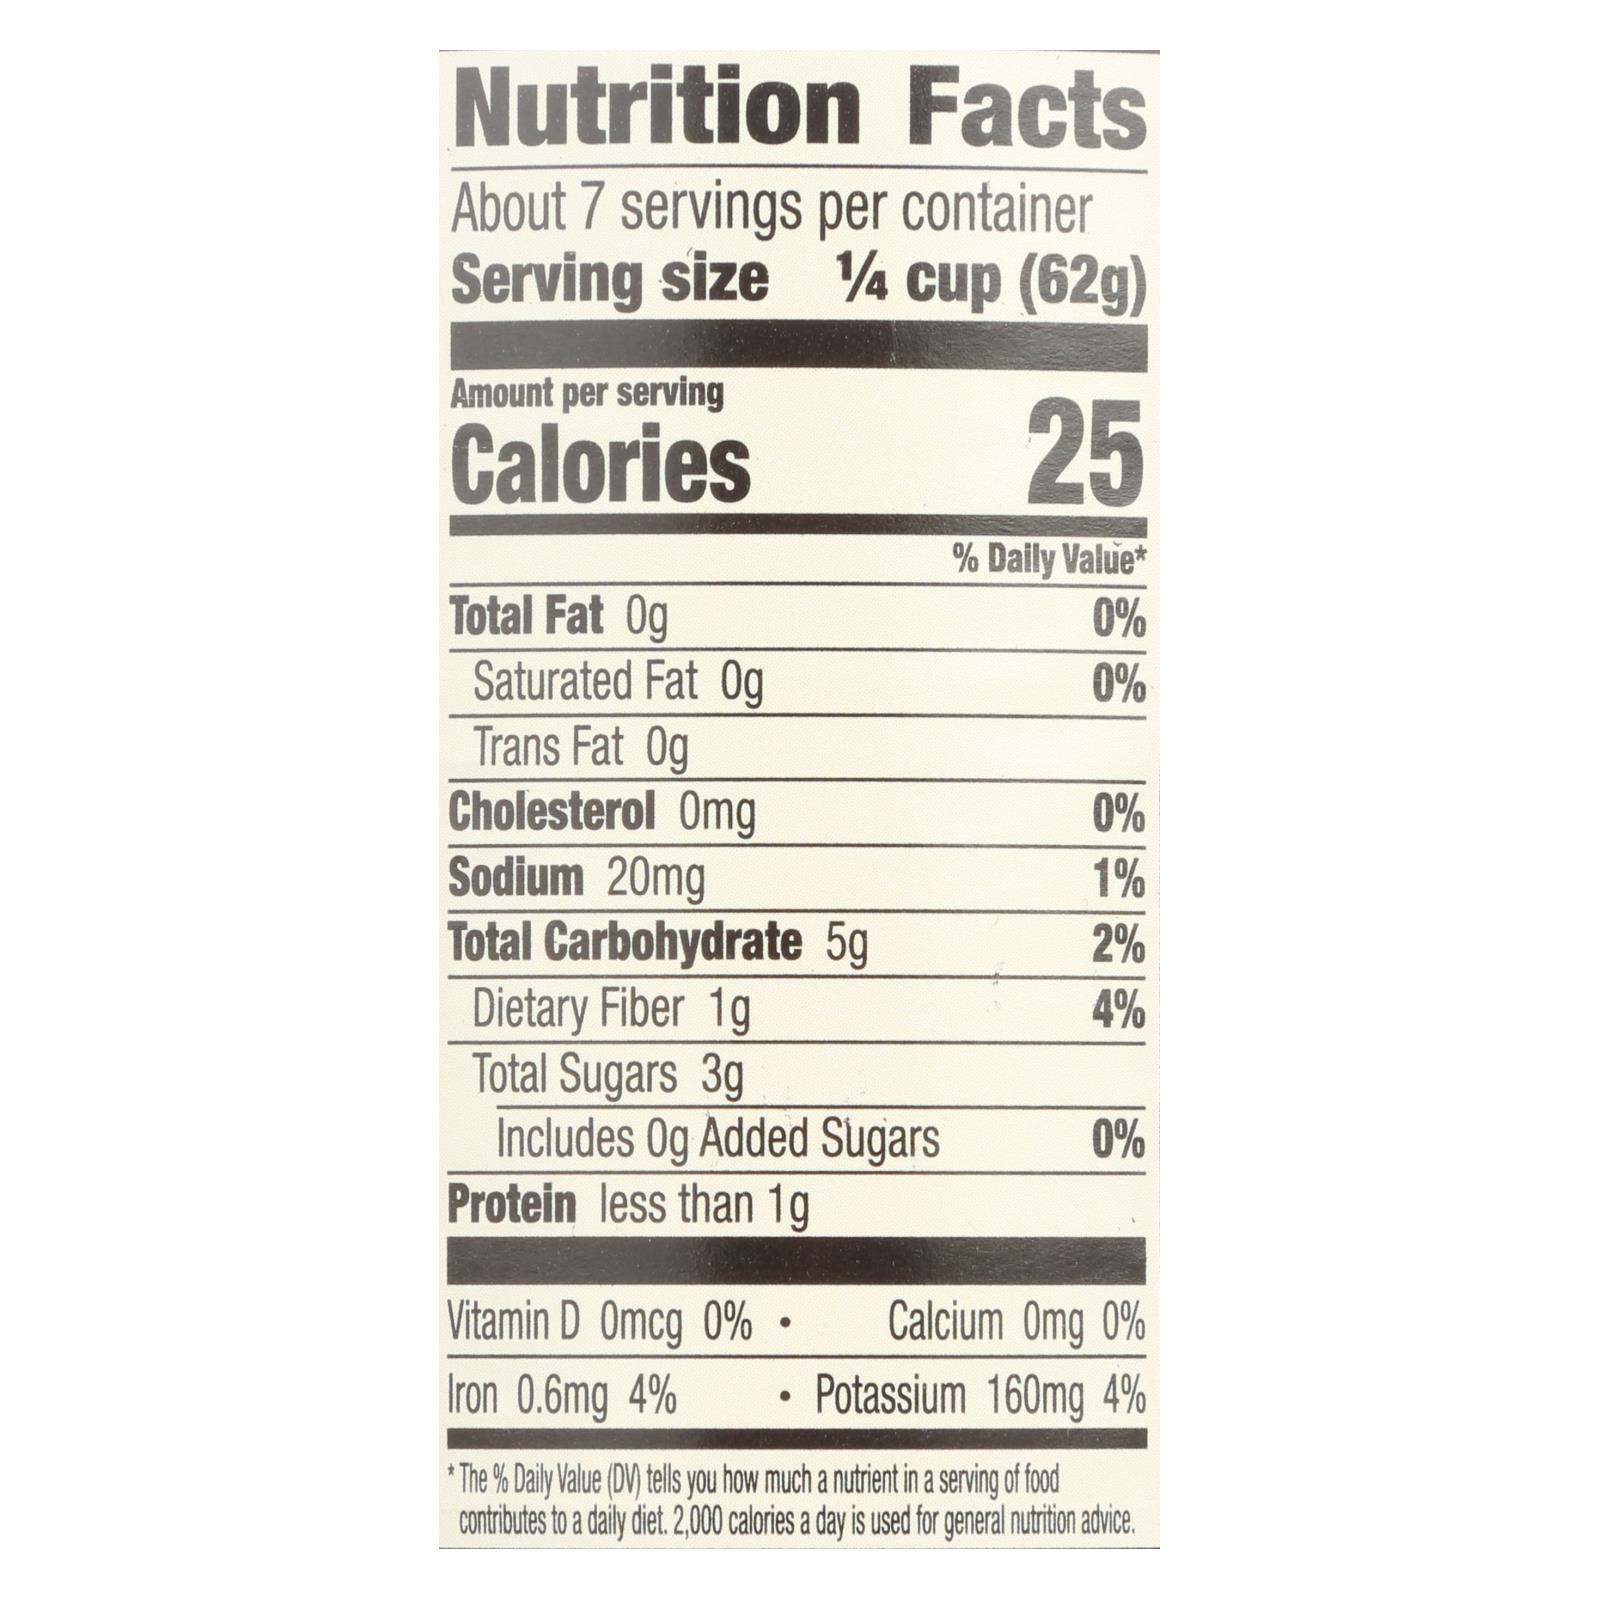 Nutrition Facts
About 7 servings per container
Serving size ¼ cup (62g)
Amount per serving
Calories 25
% Daily Value*
Total Fat 0g 0%
Saturated Fat 0g 0%
Trans Fat 0g
Cholesterol 0mg 0%
Sodium 20mg 1%
Total Carbohydrate 5g 2%
Dietary Fiber 1g 4%
Total Sugars 3g
Includes 0g Added Sugars 0%
Protein less than 1g
Vitamin D 0mcg 0% • Calcium 0mg 0%
Iron 0.6mg 4% • Potassium 160mg 4%
* The % Daily Value (DV) tells you how much a nutrient in a serving of food
contributes to a daily diet. 2,000 calories a day is used for general nutrition advice.